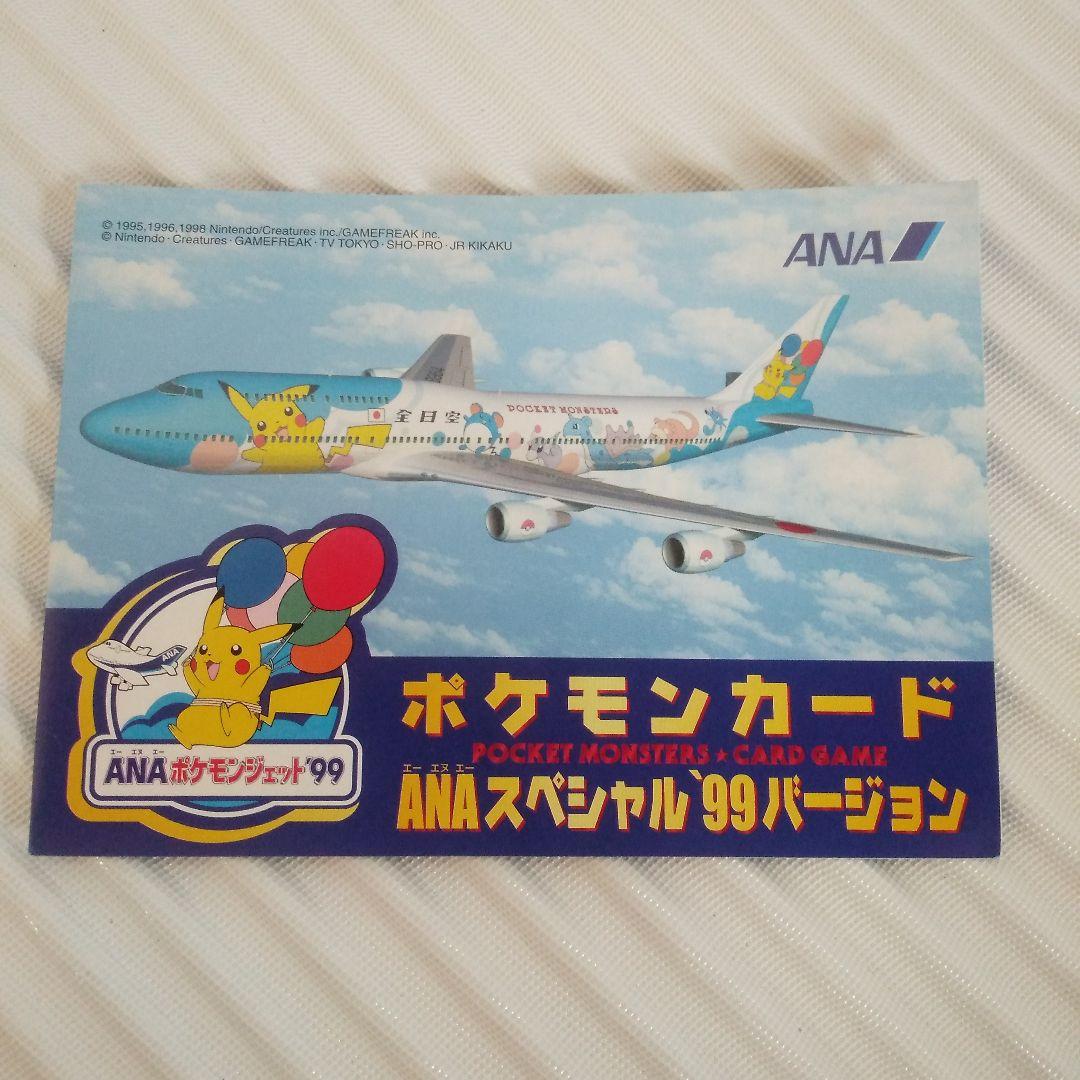 © 1995,1996,1998 Nintendo/Creatures inc./GAMEFREAK inc.
© Nintendo・Creatures・GAMEFREAK・TV TOKYO・SHO-PRO・JR KIKAKU
ANA
全日空
POCKET MONSTERS
ANA
エー エヌ エー
ANAポケモンジェット'99
ポケモンカード
POCKET MONSTERS★CARD GAME
エー エヌ エー
ANAスペシャル'99バージョン